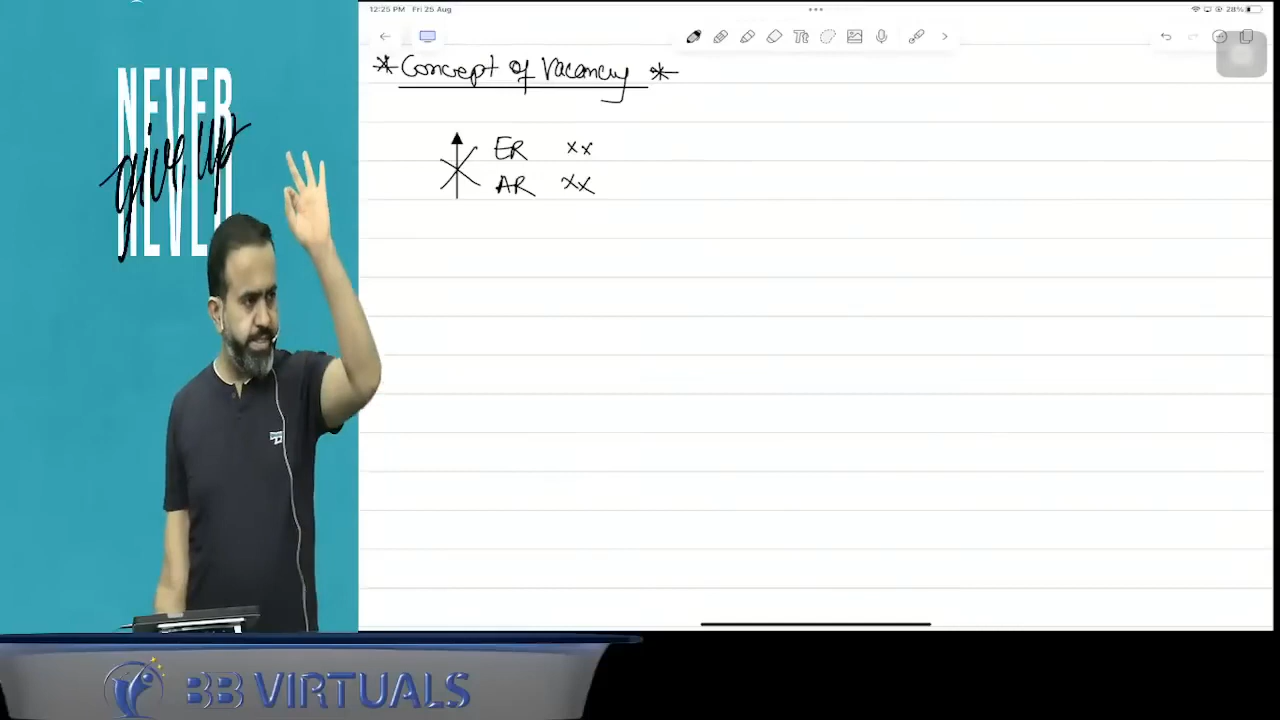 12:25 PM Fri 25 Aug
28%
NEVER
give up
NEVER
*Concept of Vacancy*
ER xx
AR xx
BB VIRTUALS